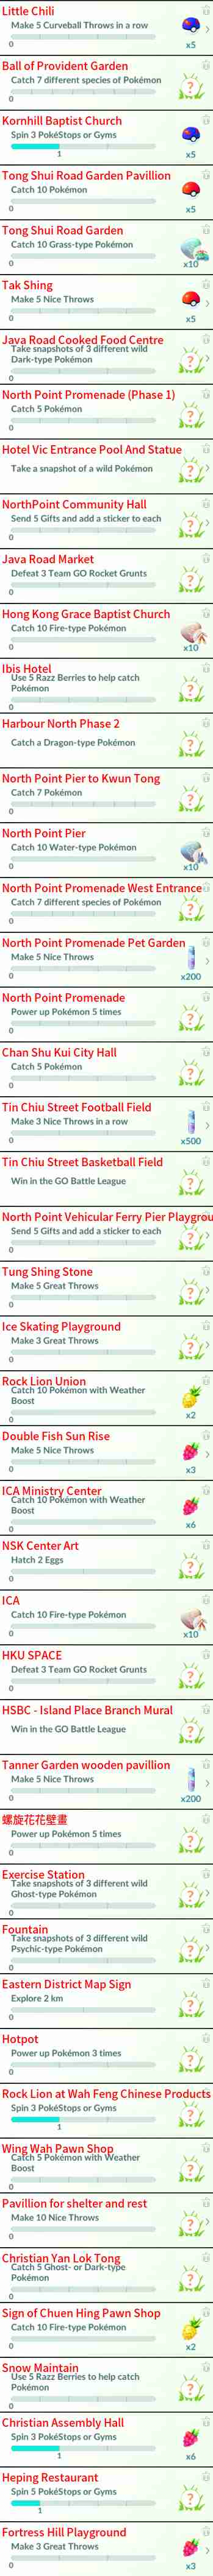 Little Chili
Make 5 Curveball Throws in a row
0
x5
Ball of Provident Garden
Catch 7 different species of Pokémon
?
0
Kornhill Baptist Church
Spin 3 PokéStops or Gyms
1
x5
Tong Shui Road Garden Pavillion
Catch 10 Pokémon
0
x5
Tong Shui Road Garden
Catch 10 Grass-type Pokémon
0
x10
Tak Shing
Make 5 Nice Throws
0
x5
Java Road Cooked Food Centre
Take snapshots of 3 different wild
Dark-type Pokémon
?
0
North Point Promenade (Phase 1)
Catch 5 Pokémon
?
0
Hotel Vic Entrance Pool And Statue
Take a snapshot of a wild Pokémon
?
NorthPoint Community Hall
Send 5 Gifts and add a sticker to each
?
0
Java Road Market
Defeat 3 Team GO Rocket Grunts
?
0
Hong Kong Grace Baptist Church
Catch 10 Fire-type Pokémon
0
x10
Ibis Hotel
Use 5 Razz Berries to help catch
Pokémon
?
0
Harbour North Phase 2
Catch a Dragon-type Pokémon
?
North Point Pier to Kwun Tong
Catch 7 Pokémon
?
0
North Point Pier
Catch 10 Water-type Pokémon
0
x10
North Point Promenade West Entrance
Catch 7 different species of Pokémon
?
0
North Point Promenade Pet Garden
Make 5 Nice Throws
0
x200
North Point Promenade
Power up Pokémon 5 times
?
0
Chan Shu Kui City Hall
Catch 5 Pokémon
?
0
Tin Chiu Street Football Field
Make 3 Nice Throws in a row
0
x500
Tin Chiu Street Basketball Field
Win in the GO Battle League
?
North Point Vehicular Ferry Pier Playgrou
Send 5 Gifts and add a sticker to each
?
0
Tung Shing Stone
Make 5 Great Throws
?
0
Ice Skating Playground
Make 3 Great Throws
?
0
Rock Lion Union
Catch 10 Pokémon with Weather
Boost
0
x2
Double Fish Sun Rise
Make 5 Nice Throws
0
x3
ICA Ministry Center
Catch 10 Pokémon with Weather
Boost
0
x6
NSK Center Art
Hatch 2 Eggs
?
0
ICA
Catch 10 Fire-type Pokémon
0
x10
HKU SPACE
Defeat 3 Team GO Rocket Grunts
?
0
HSBC - Island Place Branch Mural
Win in the GO Battle League
?
Tanner Garden wooden pavillion
Make 5 Nice Throws
0
x200
螺旋花花壁畫
Power up Pokémon 5 times
?
0
Exercise Station
Take snapshots of 3 different wild
Ghost-type Pokémon
?
0
Fountain
Take snapshots of 3 different wild
Psychic-type Pokémon
?
0
Eastern District Map Sign
Explore 2 km
?
0
Hotpot
Power up Pokémon 3 times
?
0
Rock Lion at Wah Feng Chinese Products
Spin 3 PokéStops or Gyms
?
1
Wing Wah Pawn Shop
Catch 5 Pokémon with Weather
Boost
?
0
Pavillion for shelter and rest
Make 10 Nice Throws
?
0
Christian Yan Lok Tong
Catch 5 Ghost- or Dark-type
Pokémon
?
0
Sign of Chuen Hing Pawn Shop
Catch 10 Fire-type Pokémon
0
x2
Snow Maintain
Use 5 Razz Berries to help catch
Pokémon
?
0
Christian Assembly Hall
Spin 3 PokéStops or Gyms
1
x6
Heping Restaurant
Spin 5 PokéStops or Gyms
?
1
Fortress Hill Playground
Make 3 Great Throws
0
x3